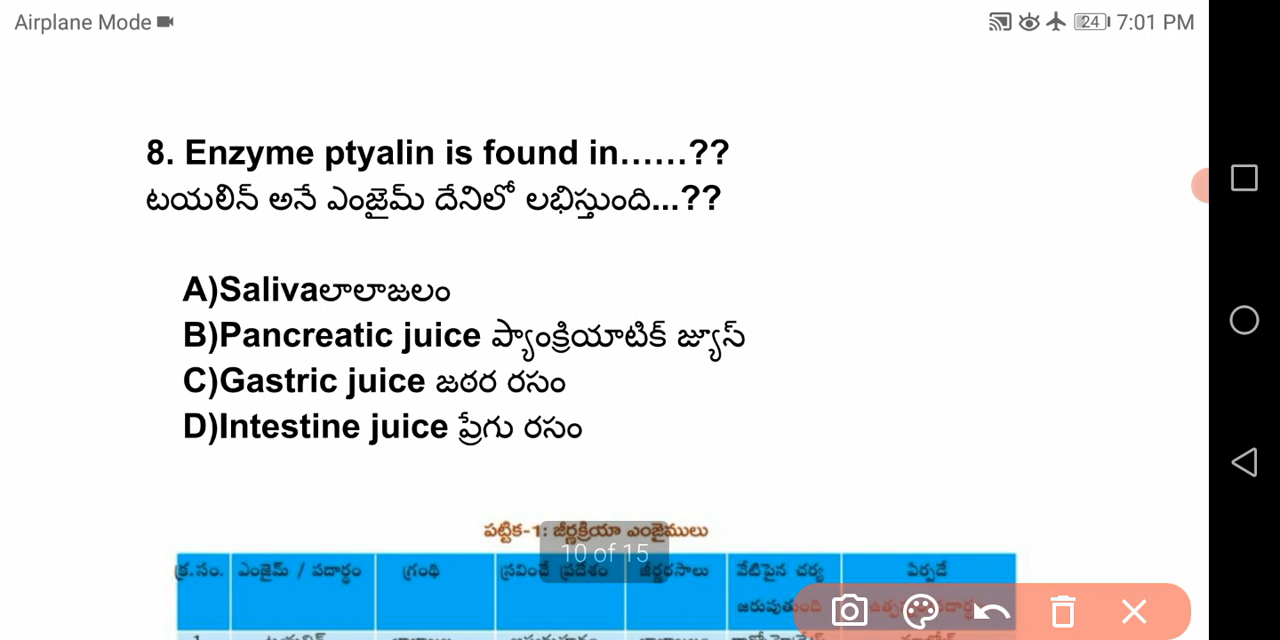 Airplane Mode
24 7:01 PM
8. Enzyme ptyalin is found in......??
టయలిన్ అనే ఎంజైమ్ దేనిలో లభిస్తుంది...??
A)Salivaలాలాజలం
B)Pancreatic juice ప్యాంక్రియాటిక్ జ్యూస్
C)Gastric juice జఠర రసం
D)Intestine juice ప్రేగు రసం
పట్టిక-1: జీర్ణక్రియా ఎంజైములు
10 of 15
క్ర.సం. ఎంజైమ్ / పదార్థం గ్రంథి స్రవించే ప్రదేశం జీర్ణరసాలు వేటిపైన చర్య ఏర్పడే
జరుపుతుంది